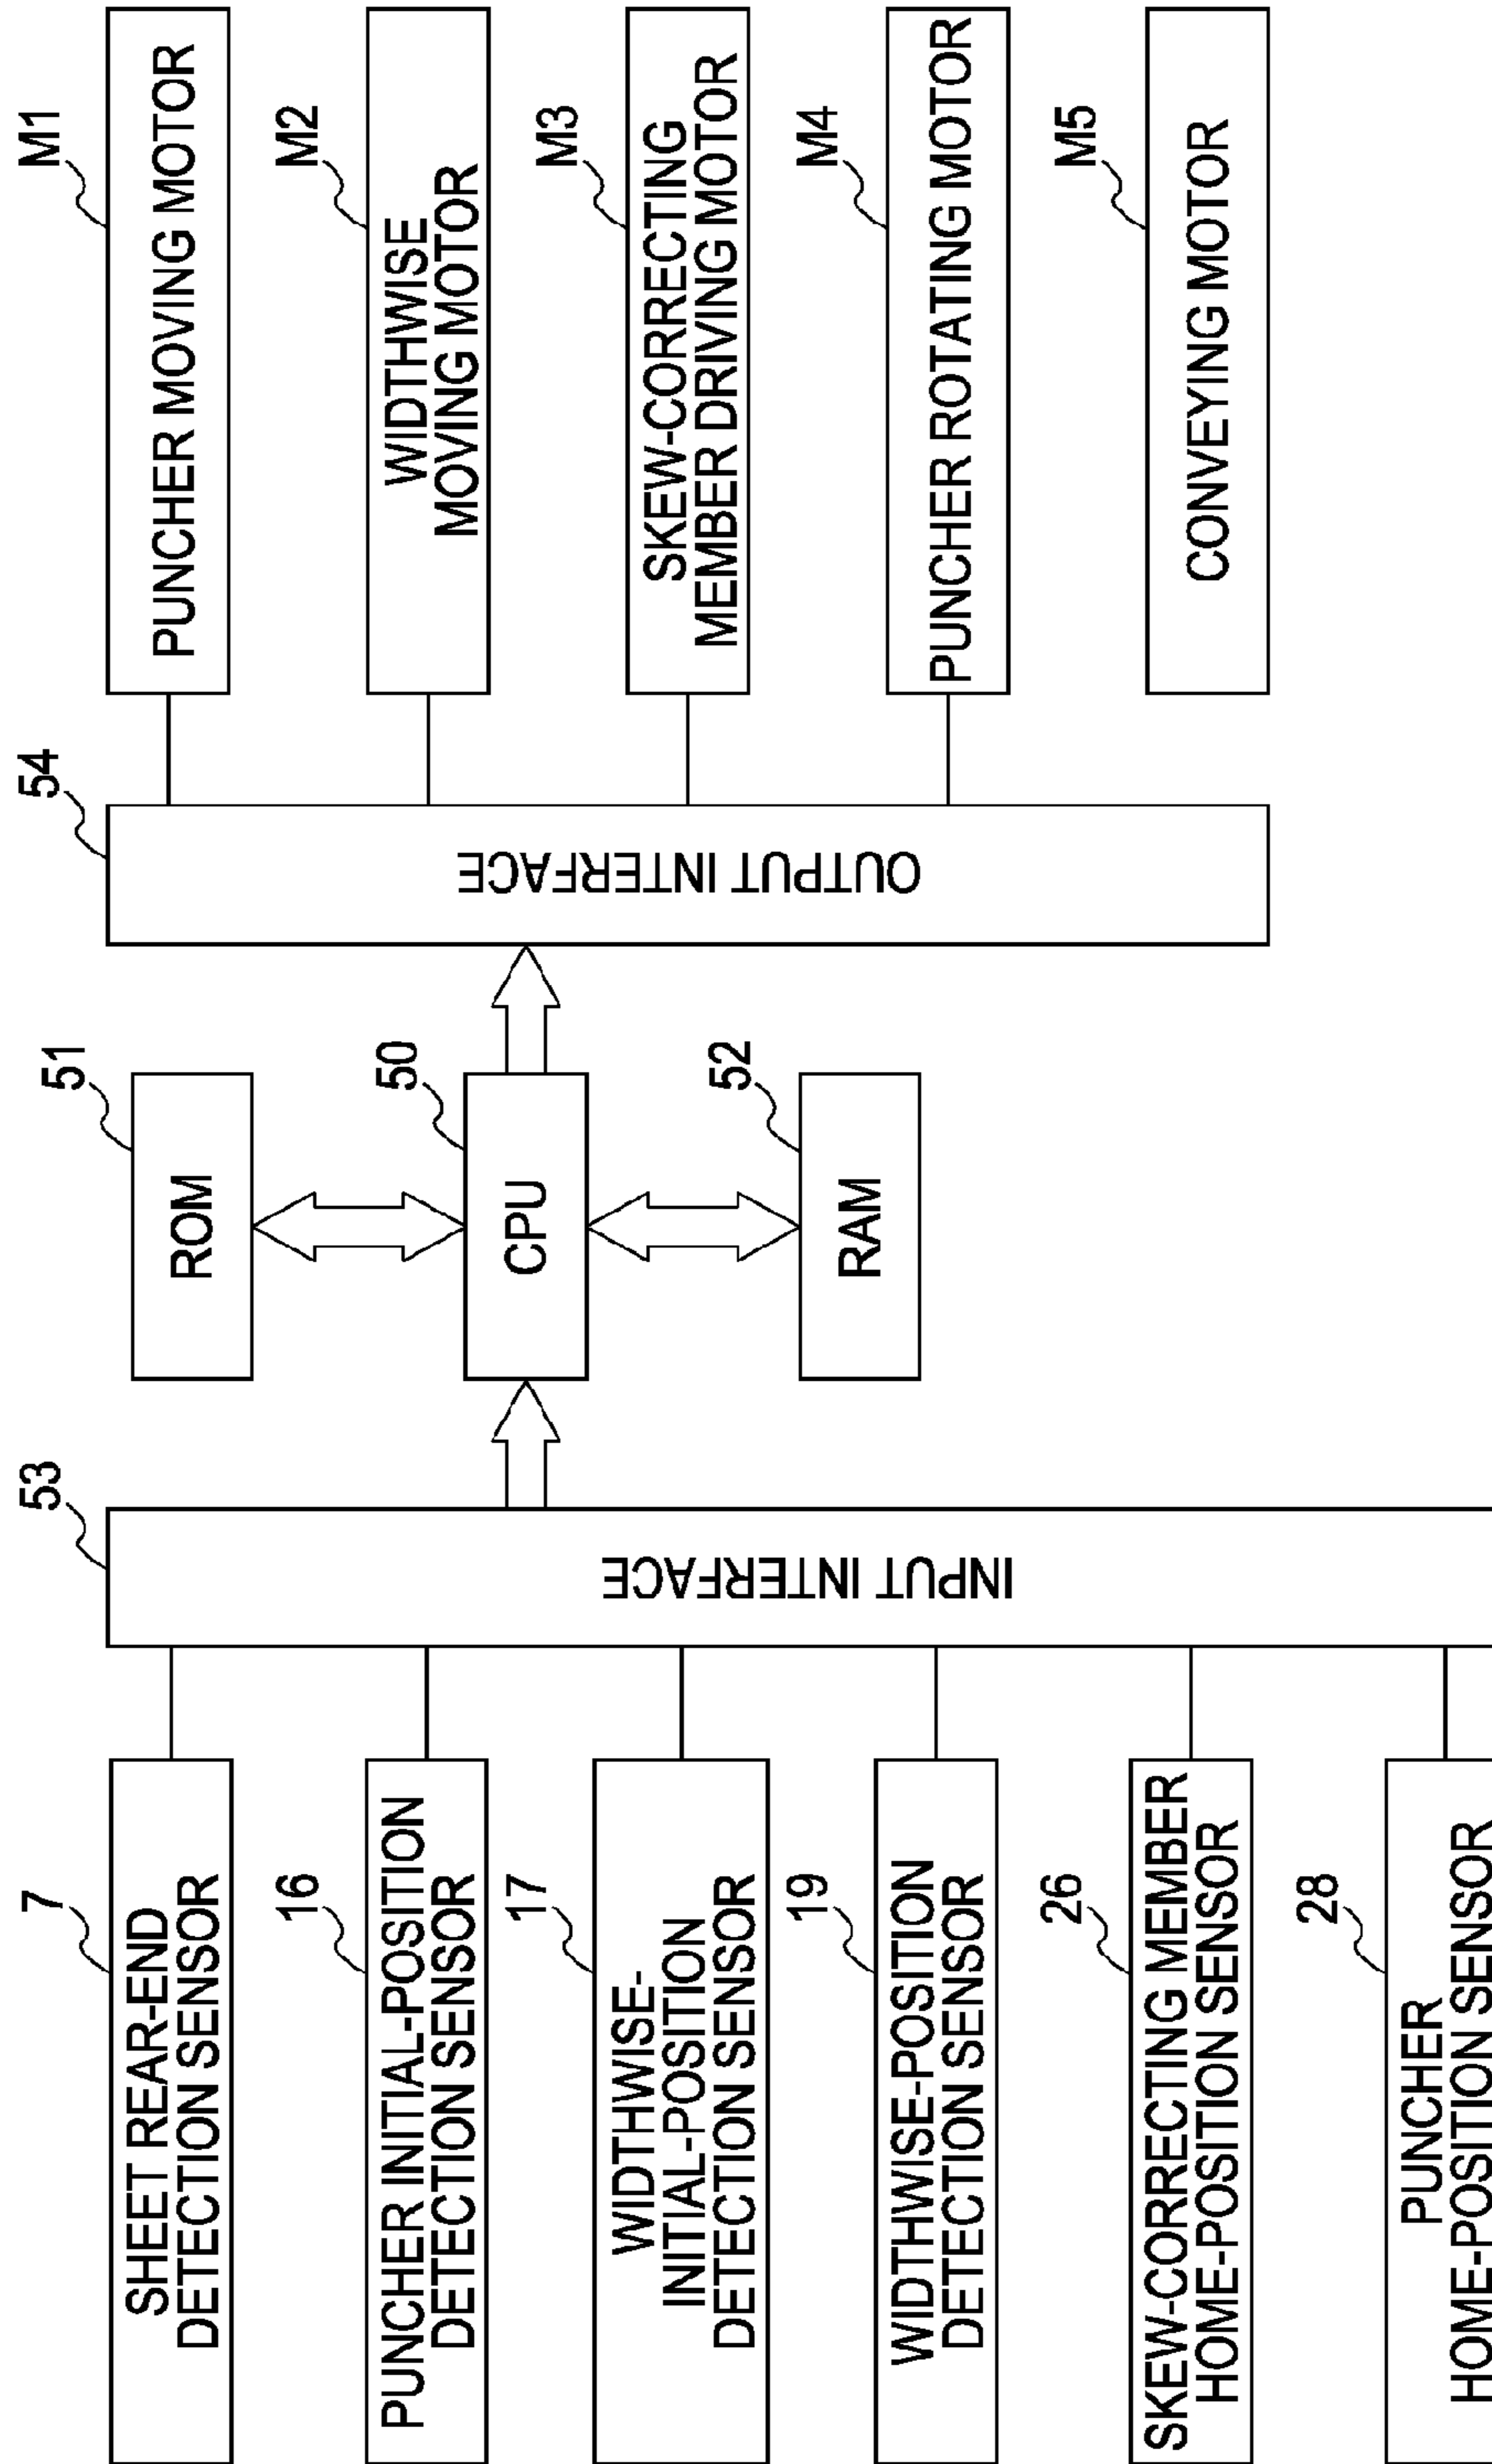 7
SHEET REAR-END
DETECTION SENSOR
16
PUNCHER INITIAL-POSITION
DETECTION SENSOR
17
WIDTHWISE-
INITIAL-POSITION
DETECTION SENSOR
19
WIDTHWISE-POSITION
DETECTION SENSOR
26
SKEW-CORRECTING MEMBER
HOME-POSITION SENSOR
28
PUNCHER
HOME-POSITION SENSOR
53
INPUT INTERFACE
51
ROM
50
CPU
52
RAM
54
OUTPUT INTERFACE
M1
PUNCHER MOVING MOTOR
M2
WIDTHWISE
MOVING MOTOR
M3
SKEW-CORRECTING
MEMBER DRIVING MOTOR
M4
PUNCHER ROTATING MOTOR
M5
CONVEYING MOTOR